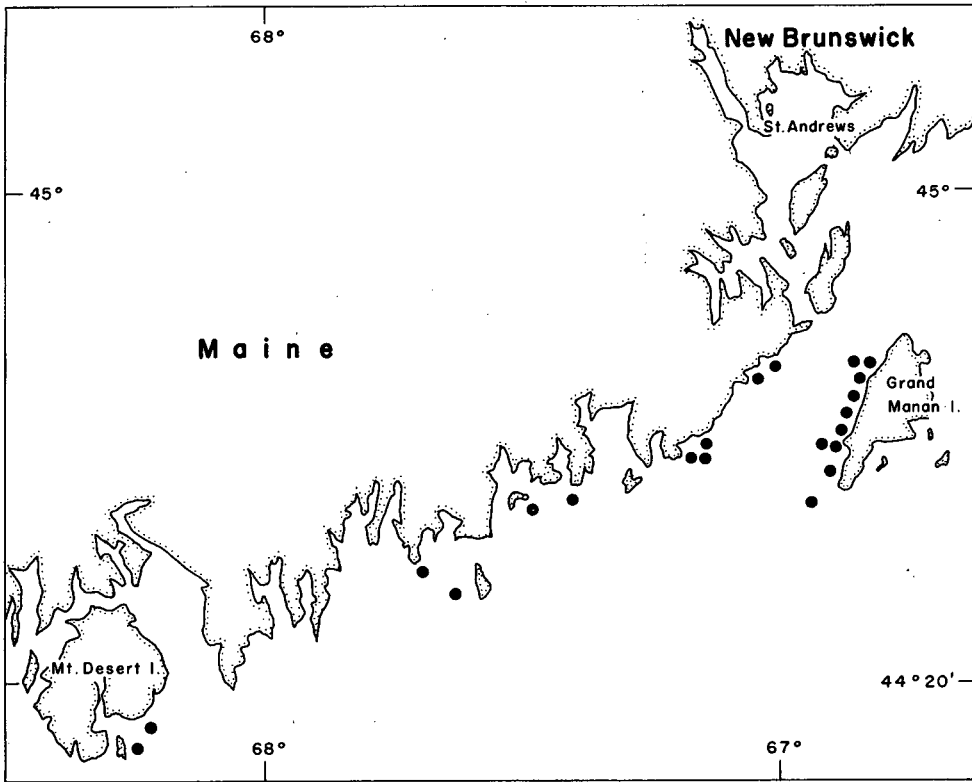 68°
New Brunswick
St. Andrews
45°
45°
Maine
Grand
Manan I.
Mt. Desert I.
44°20'
68°
67°